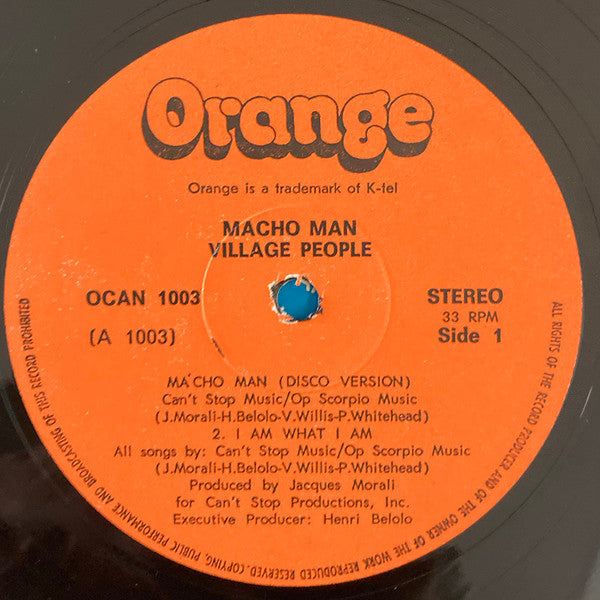 Orange
Orange is a trademark of K-tel
MACHO MAN
VILLAGE PEOPLE
OCAN 1003
(A 1003)
STEREO
33 RPM
Side 1
MA'CHO MAN (DISCO VERSION)
Can't Stop Music/Op Scorpio Music
(J.Morali-H.Belolo-V.Willis-P.Whitehead)
2. I AM WHAT I AM
All songs by: Can't Stop Music/Op Scorpio Music
(J.Morali-H.Belolo-V.Willis-P.Whitehead)
Produced by Jacques Morali
for Can't Stop Productions, Inc.
Executive Producer: Henri Belolo
ALL RIGHTS OF THE RECORD PRODUCER AND OF THE OWNER OF THE WORK REPRODUCED RESERVED. COPYING, PUBLIC PERFORMANCE AND BROADCASTING OF THIS RECORD PROHIBITED